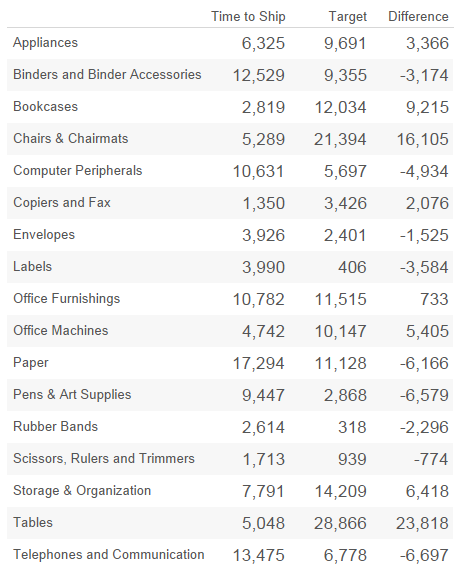 Time to Ship Target Difference
Appliances 6,325 9,691 3,366
Binders and Binder Accessories 12,529 9,355 -3,174
Bookcases 2,819 12,034 9,215
Chairs & Chairmats 5,289 21,394 16,105
Computer Peripherals 10,631 5,697 -4,934
Copiers and Fax 1,350 3,426 2,076
Envelopes 3,926 2,401 -1,525
Labels 3,990 406 -3,584
Office Furnishings 10,782 11,515 733
Office Machines 4,742 10,147 5,405
Paper 17,294 11,128 -6,166
Pens & Art Supplies 9,447 2,868 -6,579
Rubber Bands 2,614 318 -2,296
Scissors, Rulers and Trimmers 1,713 939 -774
Storage & Organization 7,791 14,209 6,418
Tables 5,048 28,866 23,818
Telephones and Communication 13,475 6,778 -6,697